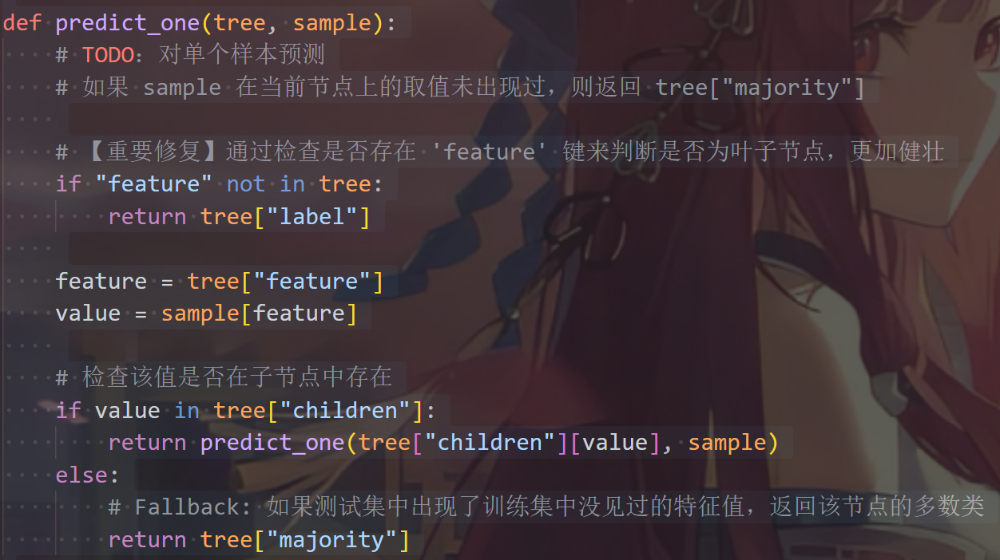 def predict_one(tree, sample):
    # TODO: 对单个样本预测
    # 如果 sample 在当前节点上的取值未出现过，则返回 tree["majority"]
    # 【重要修复】通过检查是否存在 'feature' 键来判断是否为叶子节点，更加健壮
    if "feature" not in tree:
        return tree["label"]
    feature = tree["feature"]
    value = sample[feature]
    # 检查该值是否在子节点中存在
    if value in tree["children"]:
        return predict_one(tree["children"][value], sample)
    else:
        # Fallback: 如果测试集中出现了训练集中没见过的特征值，返回该节点的多数类
        return tree["majority"]